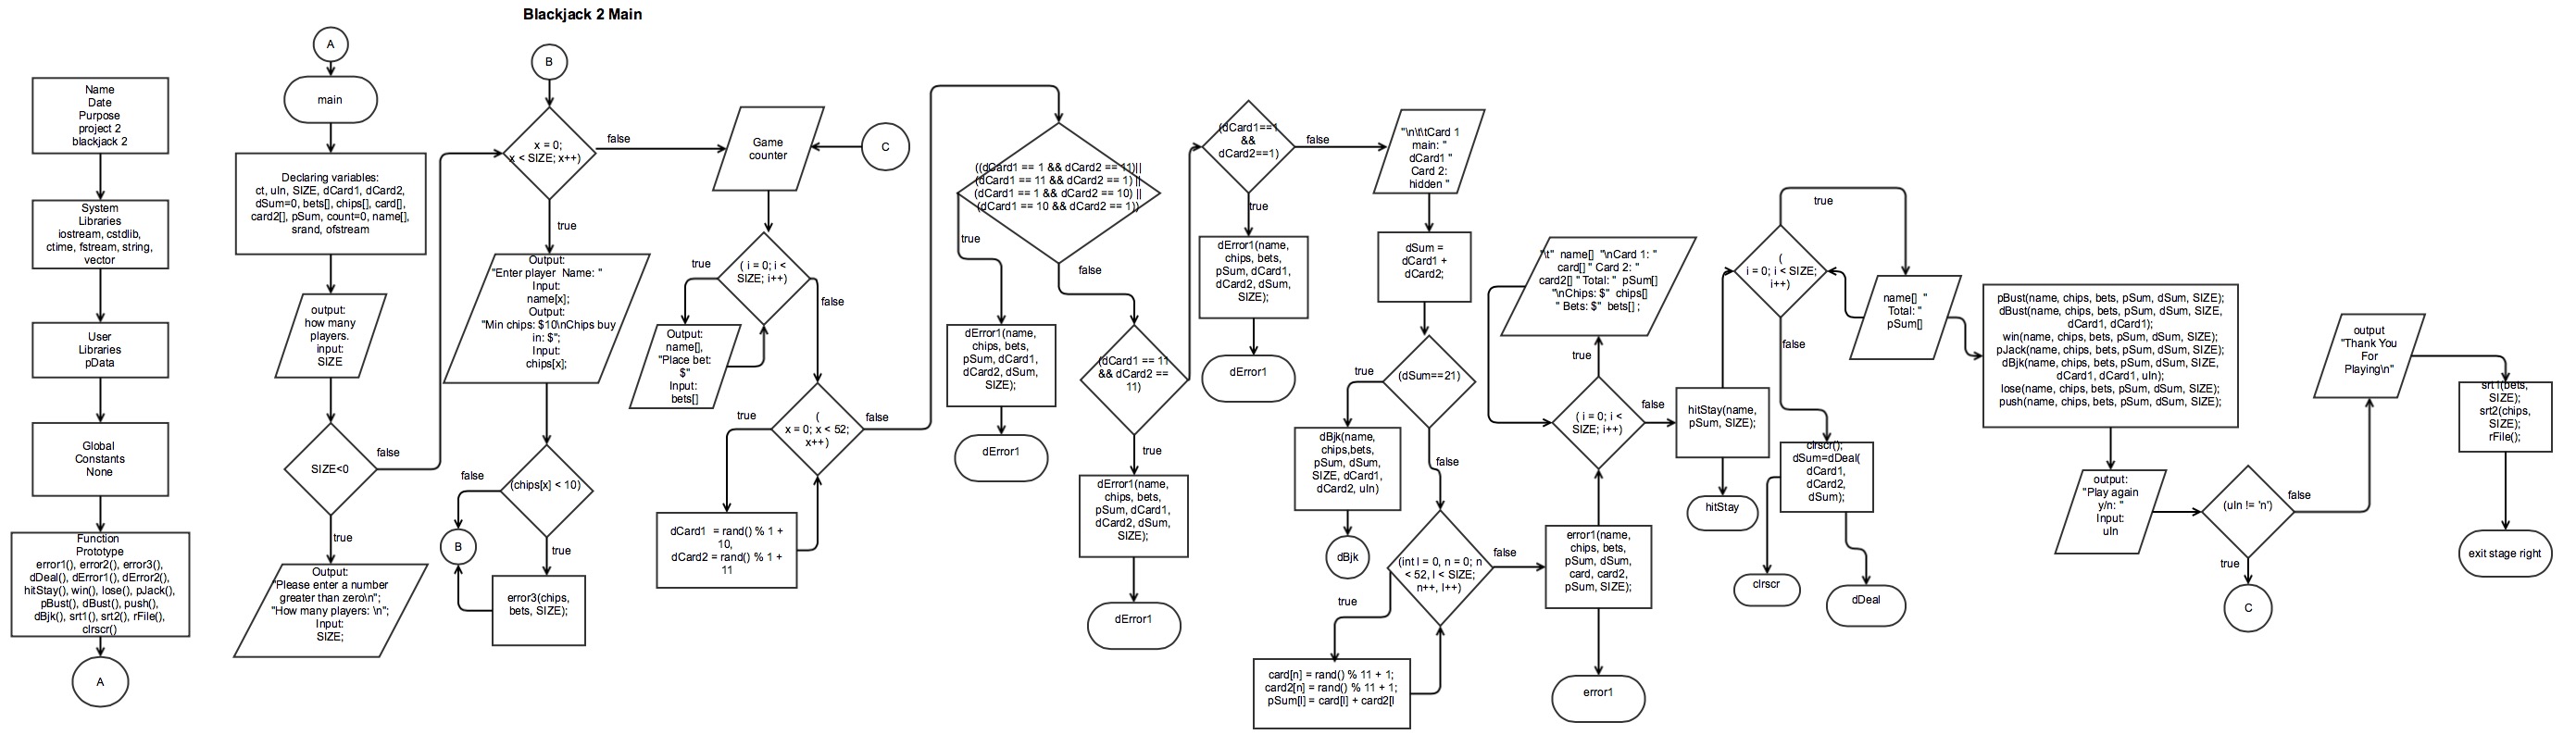 Blackjack 2 Main
Name
Date
Purpose
project 2
blackjack 2
System
Libraries
iostream, cstdlib,
ctime, fstream, string,
vector
User
Libraries
pData
Global
Constants
None
Function
Prototype
error1(), error2(), error3(),
dDeal(), dError1(), dError2(),
hitStay(), win(), lose(), pJack(),
pBust(), dBust(), push(),
dBjk(), srt1(), srt2(), rFile(),
clrscr()
A
A
main
Declaring variables:
ct, uIn, SIZE, dCard1, dCard2,
dSum=0, bets[], chips[], card[],
card2[], pSum, count=0, name[],
srand, ofstream
output:
how many
players.
input:
SIZE
SIZE<0
false
true
Output:
"Please enter a number
greater than zero\n";
"How many players: \n";
Input:
SIZE;
B
x = 0;
x < SIZE; x++)
false
true
Output:
"Enter player Name: "
Input:
name[x];
Output:
"Min chips: $10\nChips buy
in: $";
Input:
chips[x];
(chips[x] < 10)
false
true
B
error3(chips,
bets, SIZE);
Game
counter
C
( i = 0; i <
SIZE; i++)
true
false
Output:
name[],
"Place bet:
$"
Input:
bets[]
(
x = 0; x < 52;
x++)
true
false
dCard1 = rand() % 1 +
10,
dCard2 = rand() % 1 +
11
((dCard1 == 1 && dCard2 == 11)||
(dCard1 == 11 && dCard2 == 1) ||
(dCard1 == 1 && dCard2 == 10) ||
(dCard1 == 10 && dCard2 == 1))
true
false
dError1(name,
chips, bets,
pSum, dCard1,
dCard2, dSum,
SIZE);
dError1
(dCard1 == 11
&& dCard2 ==
11)
true
dError1(name,
chips, bets,
pSum, dCard1,
dCard2, dSum,
SIZE);
dError1
(dCard1==1
&&
dCard2==1)
false
true
dError1(name,
chips, bets,
pSum, dCard1,
dCard2, dSum,
SIZE);
dError1
"\n\t\tCard 1
main: "
dCard1 "
Card 2:
hidden "
dSum =
dCard1 +
dCard2;
(dSum==21)
true
false
dBjk(name,
chips,bets,
pSum, dSum,
SIZE, dCard1,
dCard2, uIn)
dBjk
(int l = 0, n = 0; n
< 52, l < SIZE;
n++, l++)
false
true
card[n] = rand() % 11 + 1;
card2[n] = rand() % 11 + 1;
pSum[l] = card[l] + card2[l
error1(name,
chips, bets,
pSum, dSum,
card, card2,
pSum, SIZE);
error1
"\t" name[] "\nCard 1: "
card[] " Card 2: "
card2[] " Total: " pSum[]
"\nChips: $" chips[]
" Bets: $" bets[] ;
true
( i = 0; i <
SIZE; i++)
false
hitStay(name,
pSum, SIZE);
hitStay
(
i = 0; i < SIZE;
i++)
true
false
name[] "
Total: "
pSum[]
clrscr();
dSum=dDeal(
dCard1,
dCard2,
dSum);
clrscr
dDeal
pBust(name, chips, bets, pSum, dSum, SIZE);
dBust(name, chips, bets, pSum, dSum, SIZE,
dCard1, dCard1);
win(name, chips, bets, pSum, dSum, SIZE);
pJack(name, chips, bets, pSum, dSum, SIZE);
dBjk(name, chips, bets, pSum, dSum, SIZE,
dCard1, dCard1, uIn);
lose(name, chips, bets, pSum, dSum, SIZE);
push(name, chips, bets, pSum, dSum, SIZE);
output:
"Play again
y/n: "
Input:
uIn
(uIn != 'n')
false
true
C
output
"Thank You
For
Playing\n"
srt1(bets,
SIZE);
srt2(chips,
SIZE);
rFile();
exit stage right